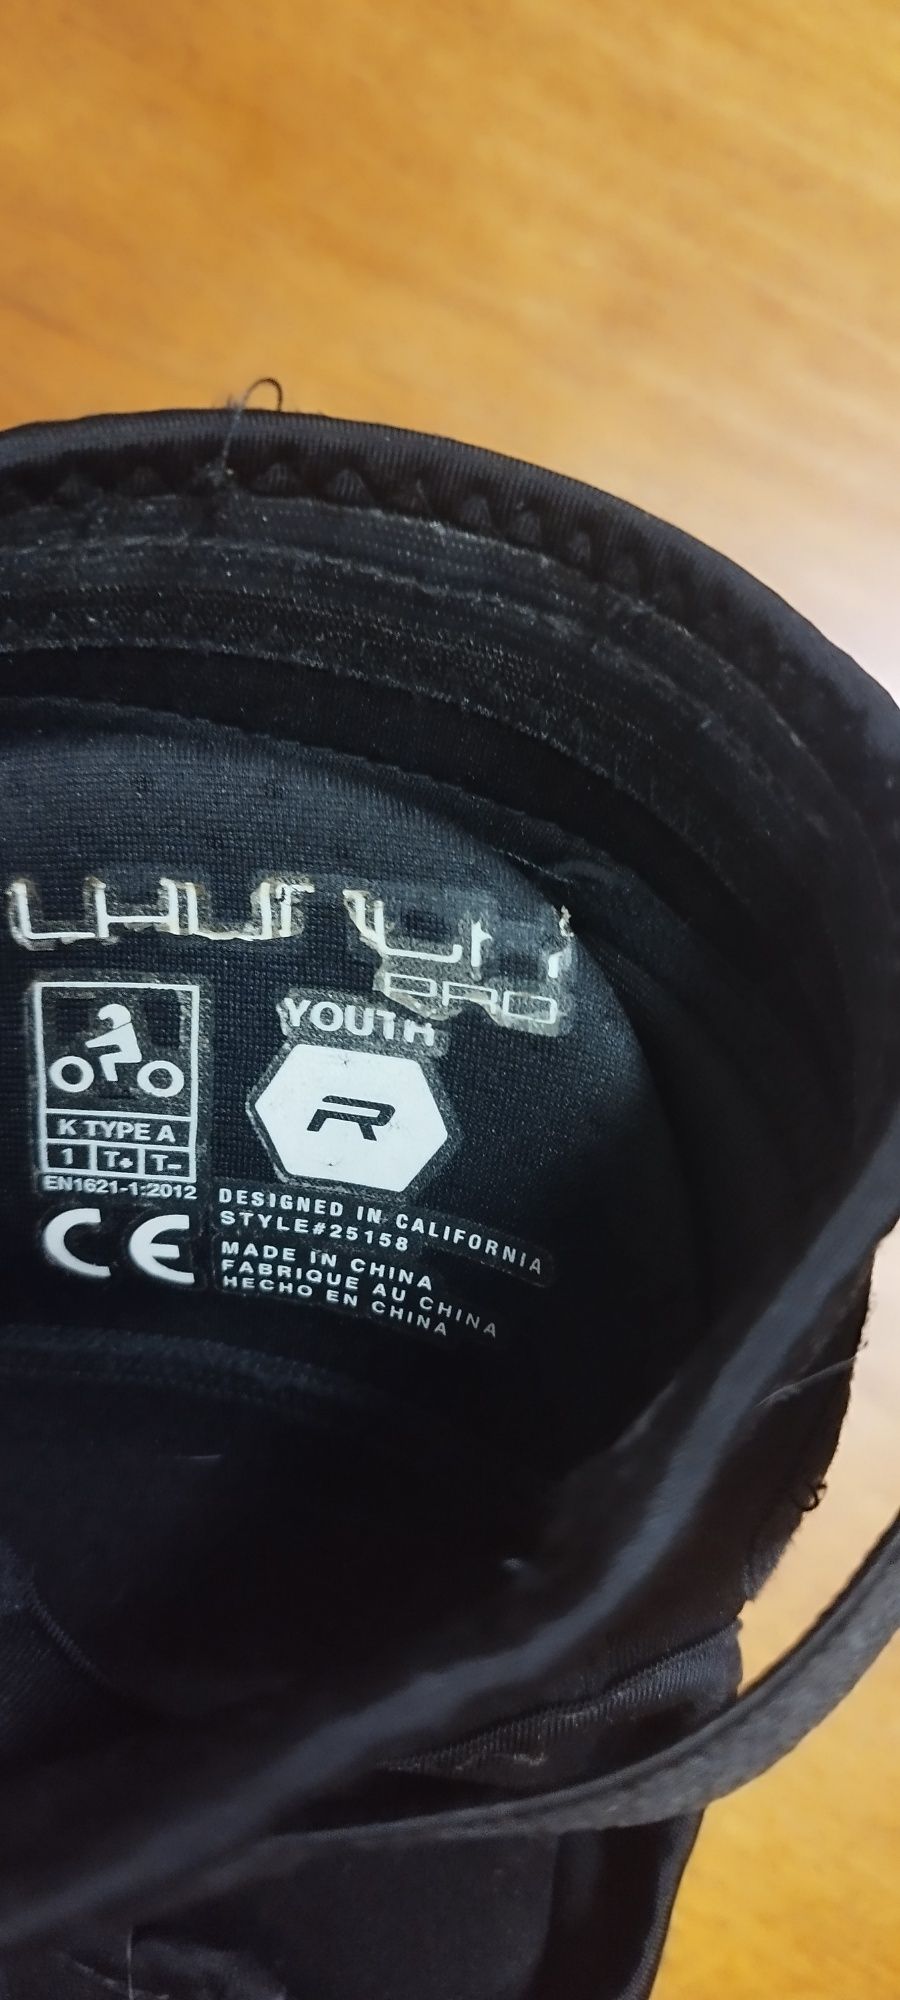 PRO
YOUTH
R
K TYPE A
1 T+ T-
EN1621-1:2012
CE
DESIGNED IN CALIFORNIA
STYLE#25158
MADE IN CHINA
FABRIQUE AU CHINA
HECHO EN CHINA